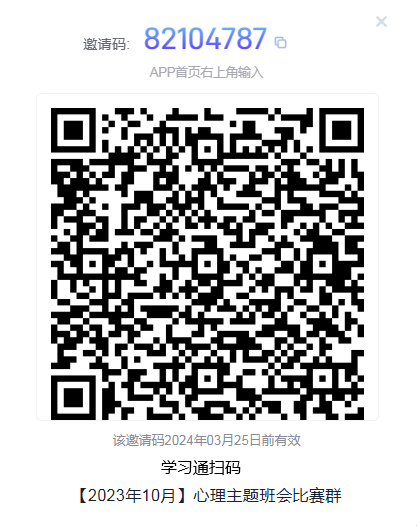 邀请码: 82104787
APP首页右上角输入
该邀请码2024年03月25日前有效
学习通扫码
【2023年10月】心理主题班会比赛群